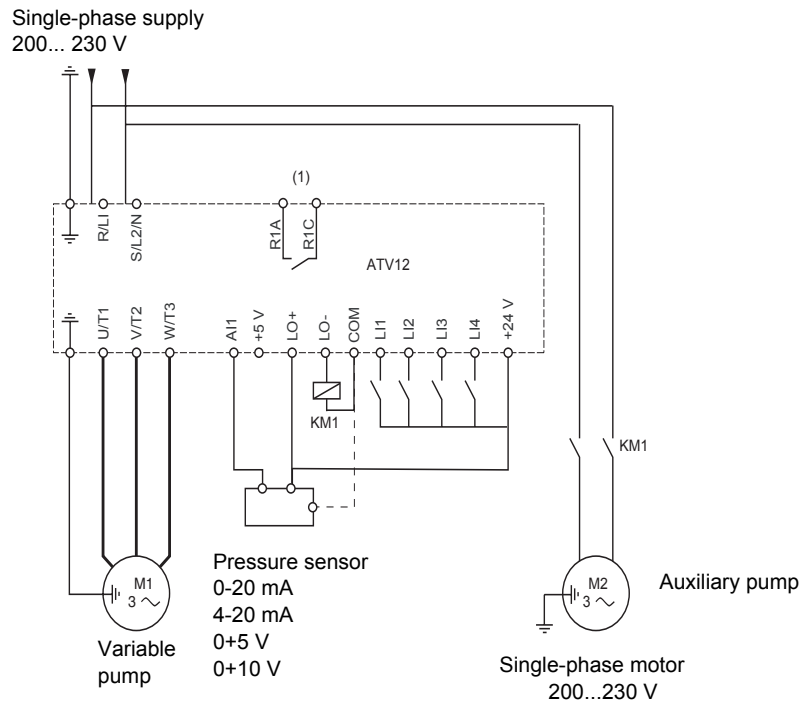 Single-phase supply
200... 230 V
(1)
R/LI
S/L2/N
R1A
R1C
ATV12
U/T1
V/T2
W/T3
AI1
+5 V
LO+
LO-
COM
LI1
LI2
LI3
LI4
+24 V
KM1
KM1
M1
3
M2
3
Auxiliary pump
Pressure sensor
0-20 mA
4-20 mA
0+5 V
0+10 V
Variable
pump
Single-phase motor
200...230 V